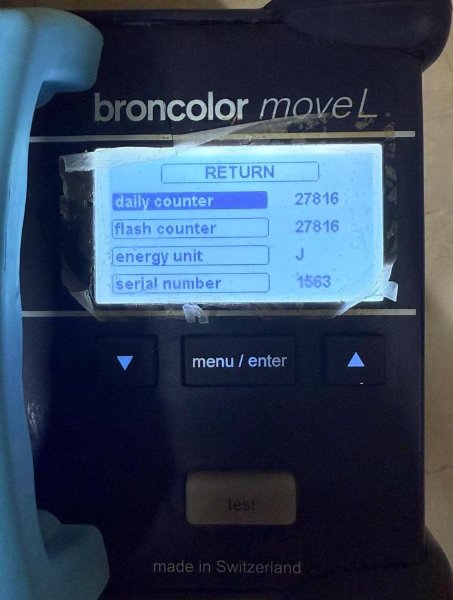 broncolor move L
RETURN
daily counter 27816
flash counter 27816
energy unit J
serial number 1563
▼ menu / enter ▲
test
made in Switzerland